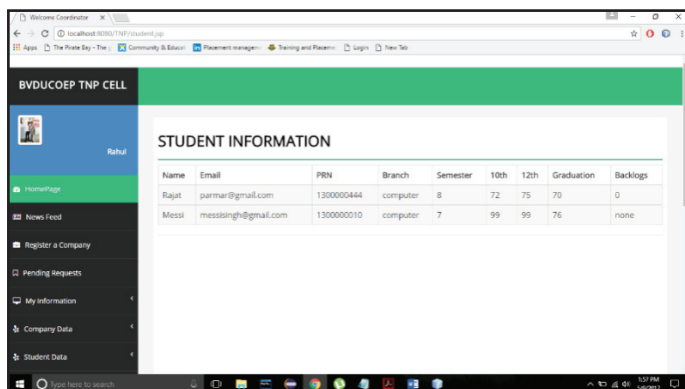 Welcome Coordinator
localhost:8080/TNP/student.jsp
Apps The Pirate Bay - The Community & Educati Placement managem Training and Placeme Login New Tab
BVDUCOEP TNP CELL
Rahul
HomePage
News Feed
Register a Company
Pending Requests
My Information
Company Data
Student Data
STUDENT INFORMATION
Name Email PRN Branch Semester 10th 12th Graduation Backlogs
Rajat parmar@gmail.com 1300000444 computer 8 72 75 70 0
Messi messisingh@gmail.com 1300000010 computer 7 99 99 76 none
Type here to search
1:57 PM